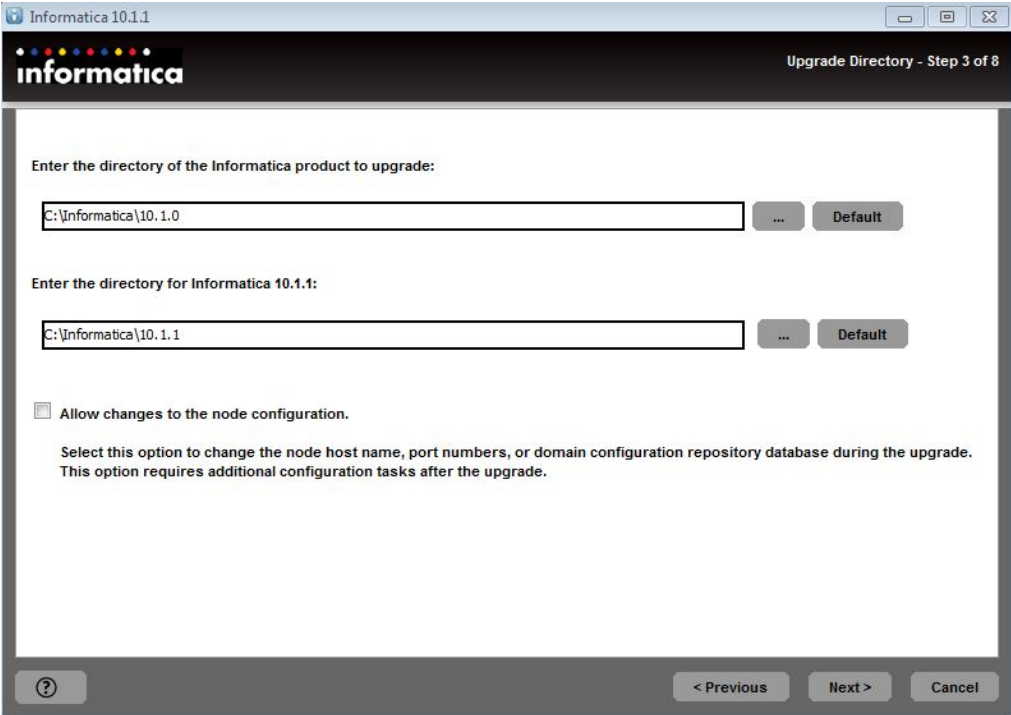 Informatica 10.1.1
informatica
Upgrade Directory - Step 3 of 8
Enter the directory of the Informatica product to upgrade:
C:\Informatica\10.1.0
...
Default
Enter the directory for Informatica 10.1.1:
C:\Informatica\10.1.1
...
Default
Allow changes to the node configuration.
Select this option to change the node host name, port numbers, or domain configuration repository database during the upgrade.
This option requires additional configuration tasks after the upgrade.
?
< Previous
Next >
Cancel